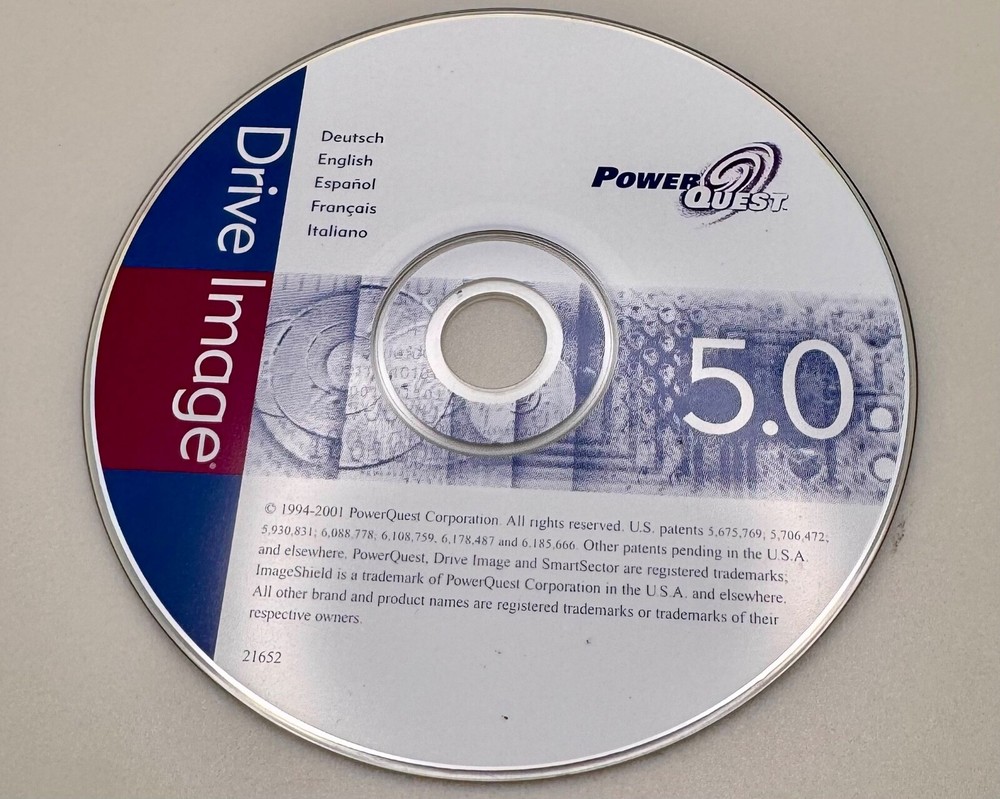 Drive Image®
Deutsch
English
Español
Français
Italiano
POWERQUEST™
5.0
© 1994-2001 PowerQuest Corporation. All rights reserved. U.S. patents 5,675,769; 5,706,472;
5,930,831; 6,088,778; 6,108,759, 6,178,487 and 6,185,666. Other patents pending in the U.S.A.
and elsewhere. PowerQuest, Drive Image and SmartSector are registered trademarks;
ImageShield is a trademark of PowerQuest Corporation in the U.S.A. and elsewhere.
All other brand and product names are registered trademarks or trademarks of their
respective owners.
21652